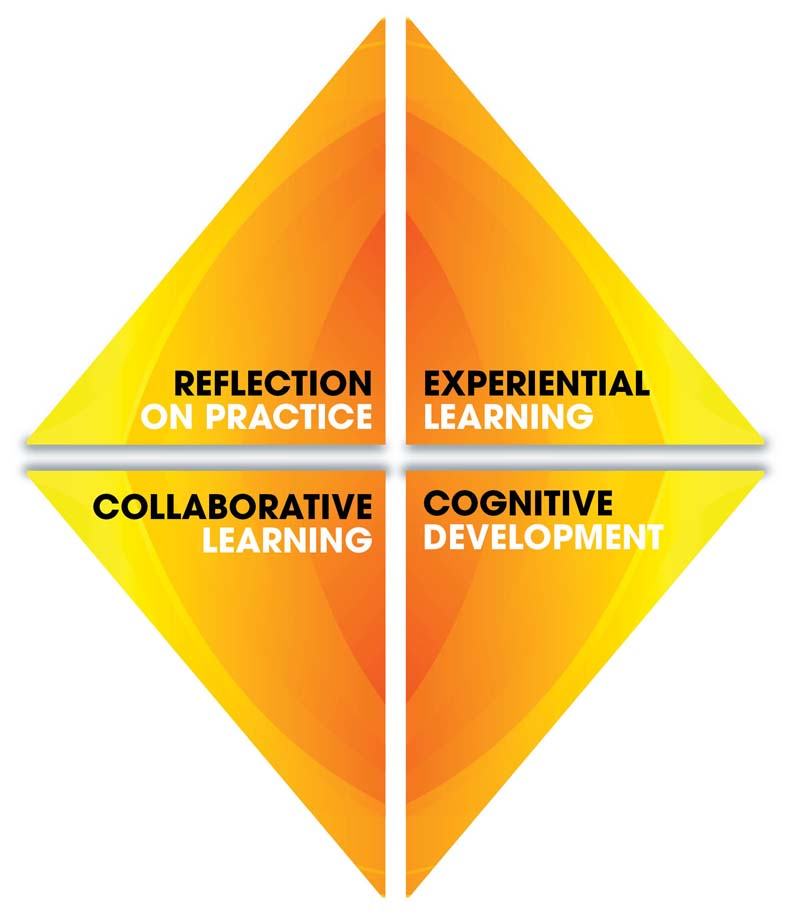 REFLECTION
ON PRACTICE
EXPERIENTIAL
LEARNING
COLLABORATIVE
LEARNING
COGNITIVE
DEVELOPMENT